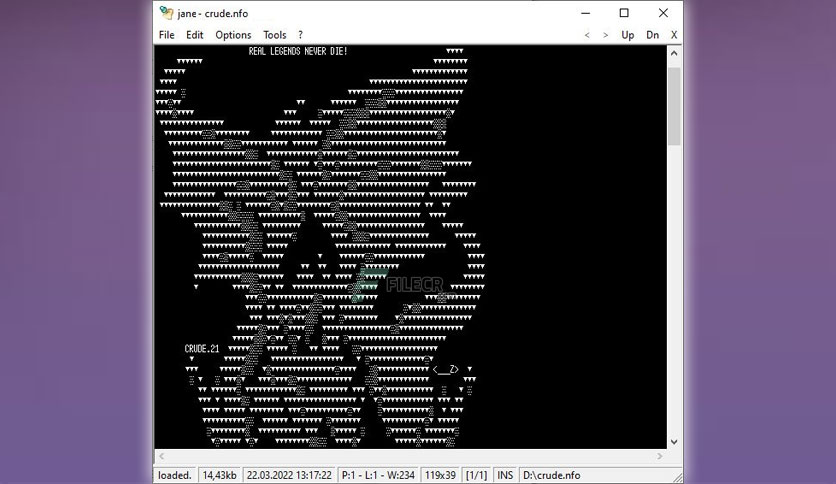 jane - crude.nfo
File Edit Options Tools ? < > Up Dn X
REAL LEGENDS NEVER DIE!
FILECR
CRUDE.21
<__Z>
loaded. 14,43kb 22.03.2022 13:17:22 P:1 - L:1 - W:234 119x39 [1/1] INS D:\crude.nfo